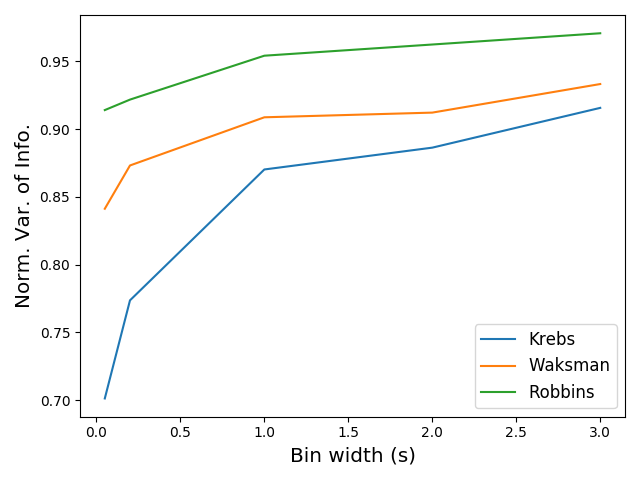 Norm. Var. of Info.
0.95
0.90
0.85
0.80
0.75
0.70
0.0 0.5 1.0 1.5 2.0 2.5 3.0
Bin width (s)
Krebs
Waksman
Robbins